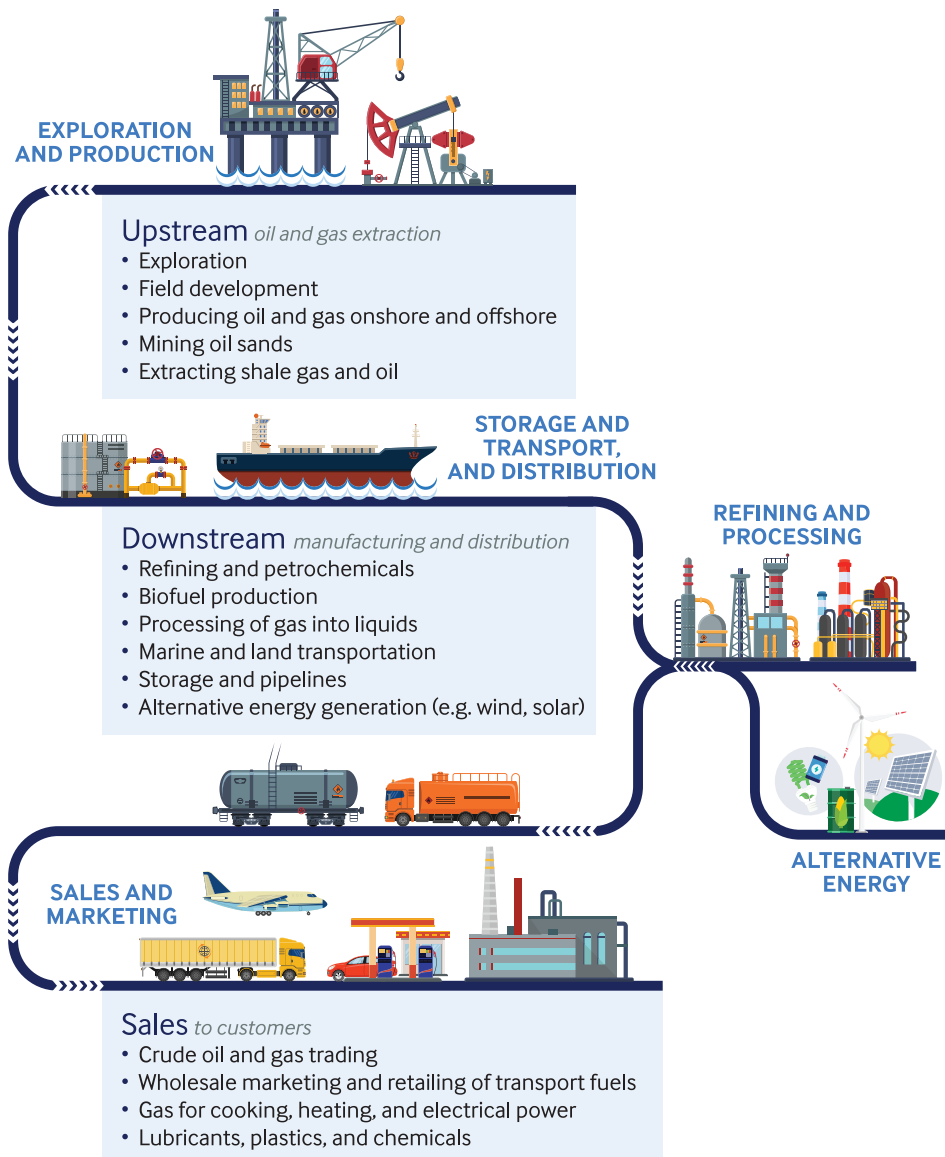 EXPLORATION
AND PRODUCTION
Upstream oil and gas extraction
• Exploration
• Field development
• Producing oil and gas onshore and offshore
• Mining oil sands
• Extracting shale gas and oil
STORAGE AND
TRANSPORT,
AND DISTRIBUTION
REFINING AND
PROCESSING
Downstream manufacturing and distribution
• Refining and petrochemicals
• Biofuel production
• Processing of gas into liquids
• Marine and land transportation
• Storage and pipelines
• Alternative energy generation (e.g. wind, solar)
ALTERNATIVE
ENERGY
SALES AND
MARKETING
Sales to customers
• Crude oil and gas trading
• Wholesale marketing and retailing of transport fuels
• Gas for cooking, heating, and electrical power
• Lubricants, plastics, and chemicals